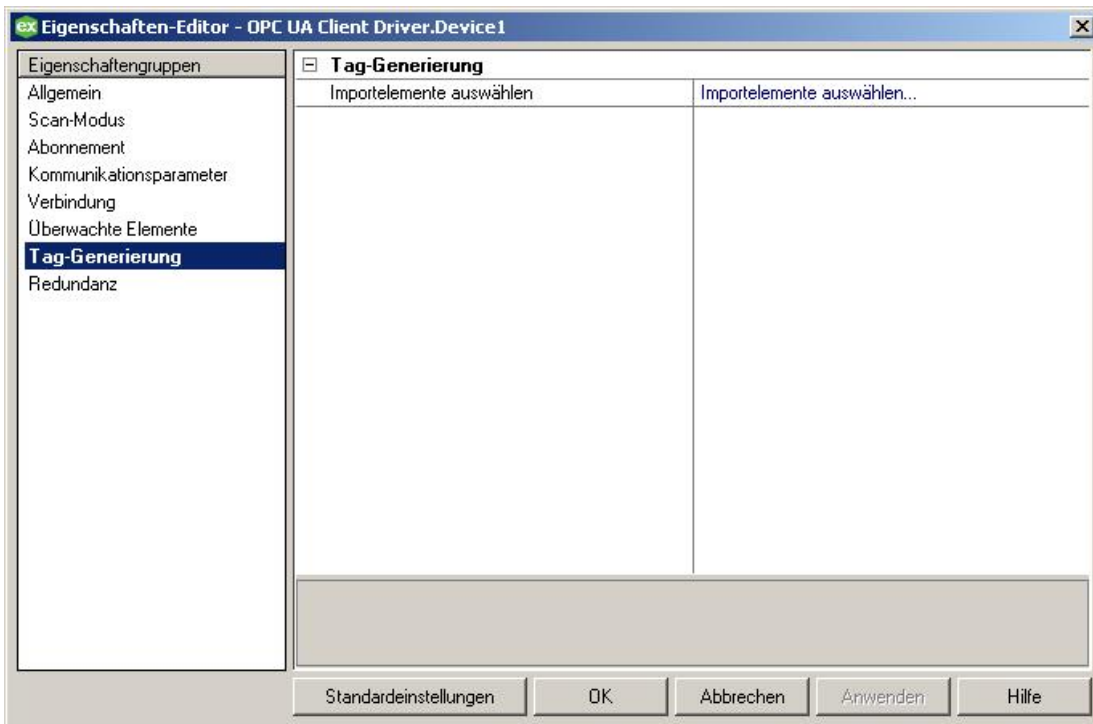 ex Eigenschaften-Editor - OPC UA Client Driver.Device1
Eigenschaftengruppen
Allgemein
Scan-Modus
Abonnement
Kommunikationsparameter
Verbindung
Überwachte Elemente
Tag-Generierung
Redundanz
Tag-Generierung
Importelemente auswählen Importelemente auswählen...
Standardeinstellungen OK Abbrechen Anwenden Hilfe